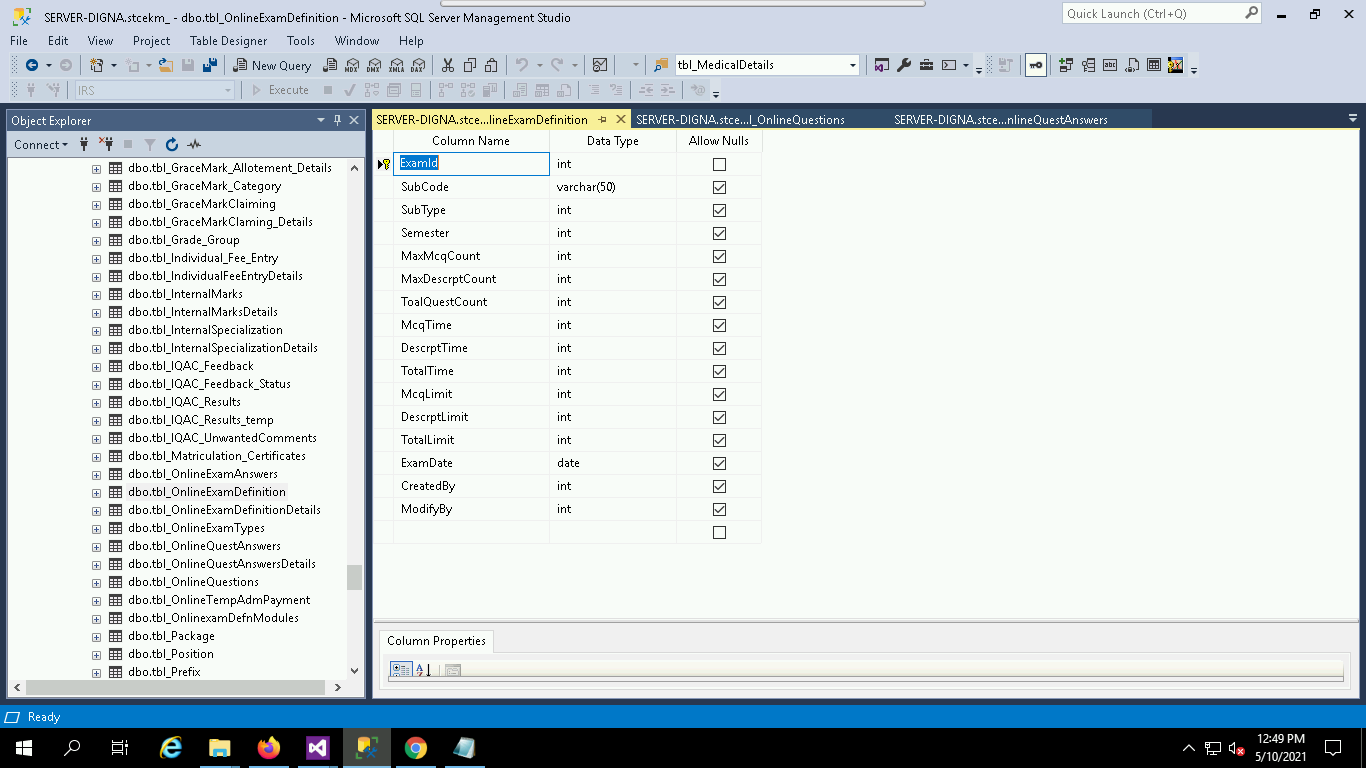 SERVER-DIGNA.stcekm_ - dbo.tbl_OnlineExamDefinition - Microsoft SQL Server Management Studio
Quick Launch (Ctrl+Q)
File Edit View Project Table Designer Tools Window Help
New Query MDX DMX XMLA DAX tbl_MedicalDetails
IRS Execute
Object Explorer
Connect
dbo.tbl_GraceMark_Allotement_Details
dbo.tbl_GraceMark_Category
dbo.tbl_GraceMarkClaiming
dbo.tbl_GraceMarkClaming_Details
dbo.tbl_Grade_Group
dbo.tbl_Individual_Fee_Entry
dbo.tbl_IndividualFeeEntryDetails
dbo.tbl_InternalMarks
dbo.tbl_InternalMarksDetails
dbo.tbl_InternalSpecialization
dbo.tbl_InternalSpecializationDetails
dbo.tbl_IQAC_Feedback
dbo.tbl_IQAC_Feedback_Status
dbo.tbl_IQAC_Results
dbo.tbl_IQAC_Results_temp
dbo.tbl_IQAC_UnwantedComments
dbo.tbl_Matriculation_Certificates
dbo.tbl_OnlineExamAnswers
dbo.tbl_OnlineExamDefinition
dbo.tbl_OnlineExamDefinitionDetails
dbo.tbl_OnlineExamTypes
dbo.tbl_OnlineQuestAnswers
dbo.tbl_OnlineQuestAnswersDetails
dbo.tbl_OnlineQuestions
dbo.tbl_OnlineTempAdmPayment
dbo.tbl_OnlinexamDefnModules
dbo.tbl_Package
dbo.tbl_Position
dbo.tbl_Prefix
SERVER-DIGNA.stce...lineExamDefinition SERVER-DIGNA.stce...l_OnlineQuestions SERVER-DIGNA.stce...nlineQuestAnswers
Column Name Data Type Allow Nulls
ExamId int
SubCode varchar(50)
SubType int
Semester int
MaxMcqCount int
MaxDescrptCount int
ToalQuestCount int
McqTime int
DescrptTime int
TotalTime int
McqLimit int
DescrptLimit int
TotalLimit int
ExamDate date
CreatedBy int
ModifyBy int
Column Properties
Ready
12:49 PM
5/10/2021